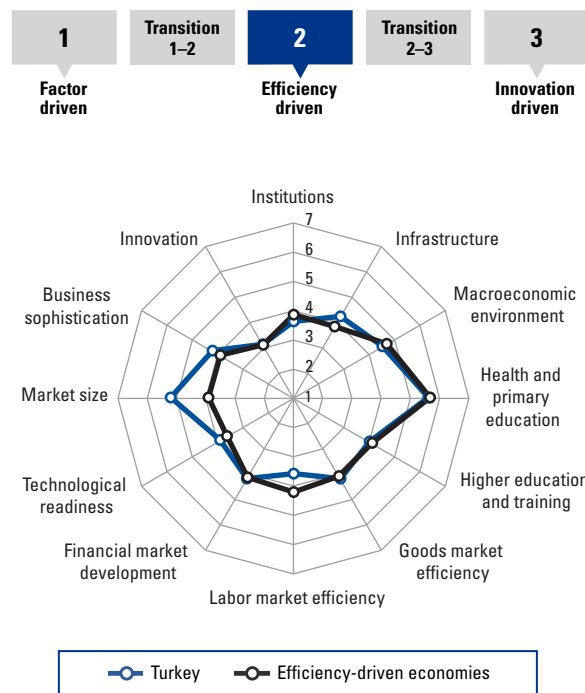 1
Transition
1–2
2
Transition
2–3
3
Factor
driven
Efficiency
driven
Innovation
driven
Institutions
7
6
5
4
3
2
1
Infrastructure
Macroeconomic
environment
Health and
primary
education
Higher education
and training
Goods market
efficiency
Labor market efficiency
Financial market
development
Technological
readiness
Market size
Business
sophistication
Innovation
Turkey
Efficiency-driven economies